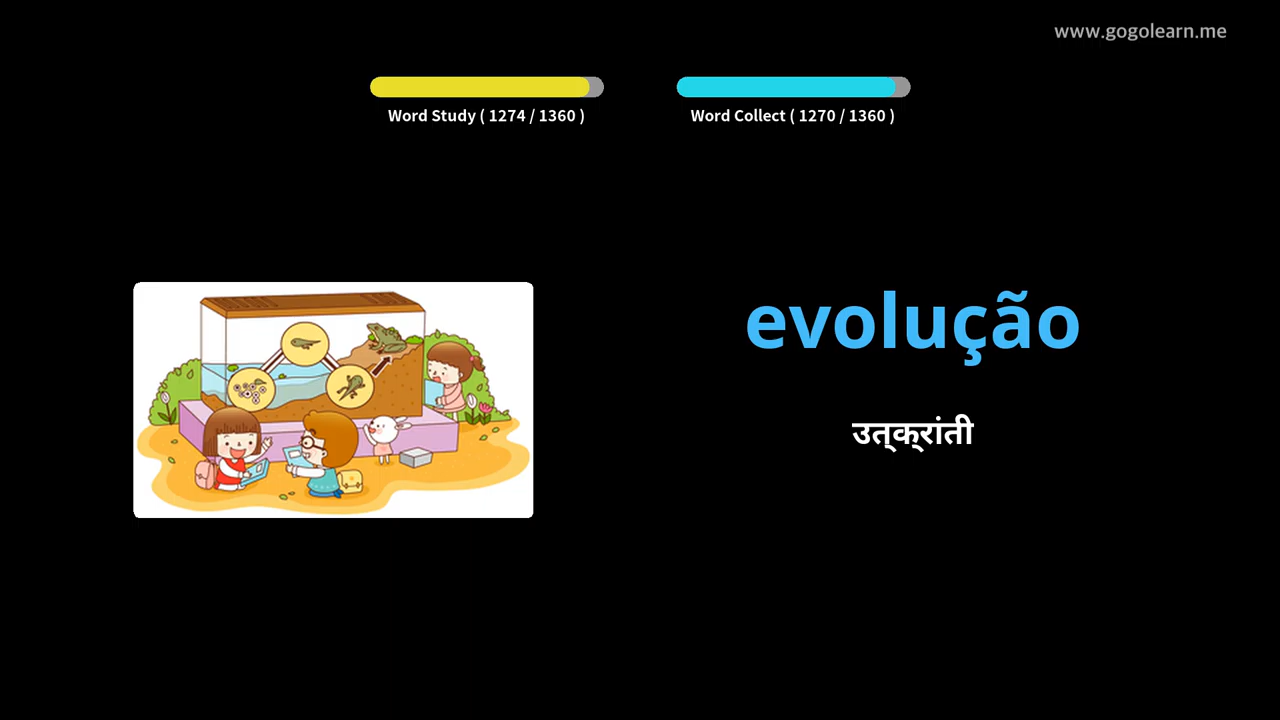 www.gogolearn.me
Word Study ( 1274 / 1360 )
Word Collect ( 1270 / 1360 )
evolução
उत्क्रांती